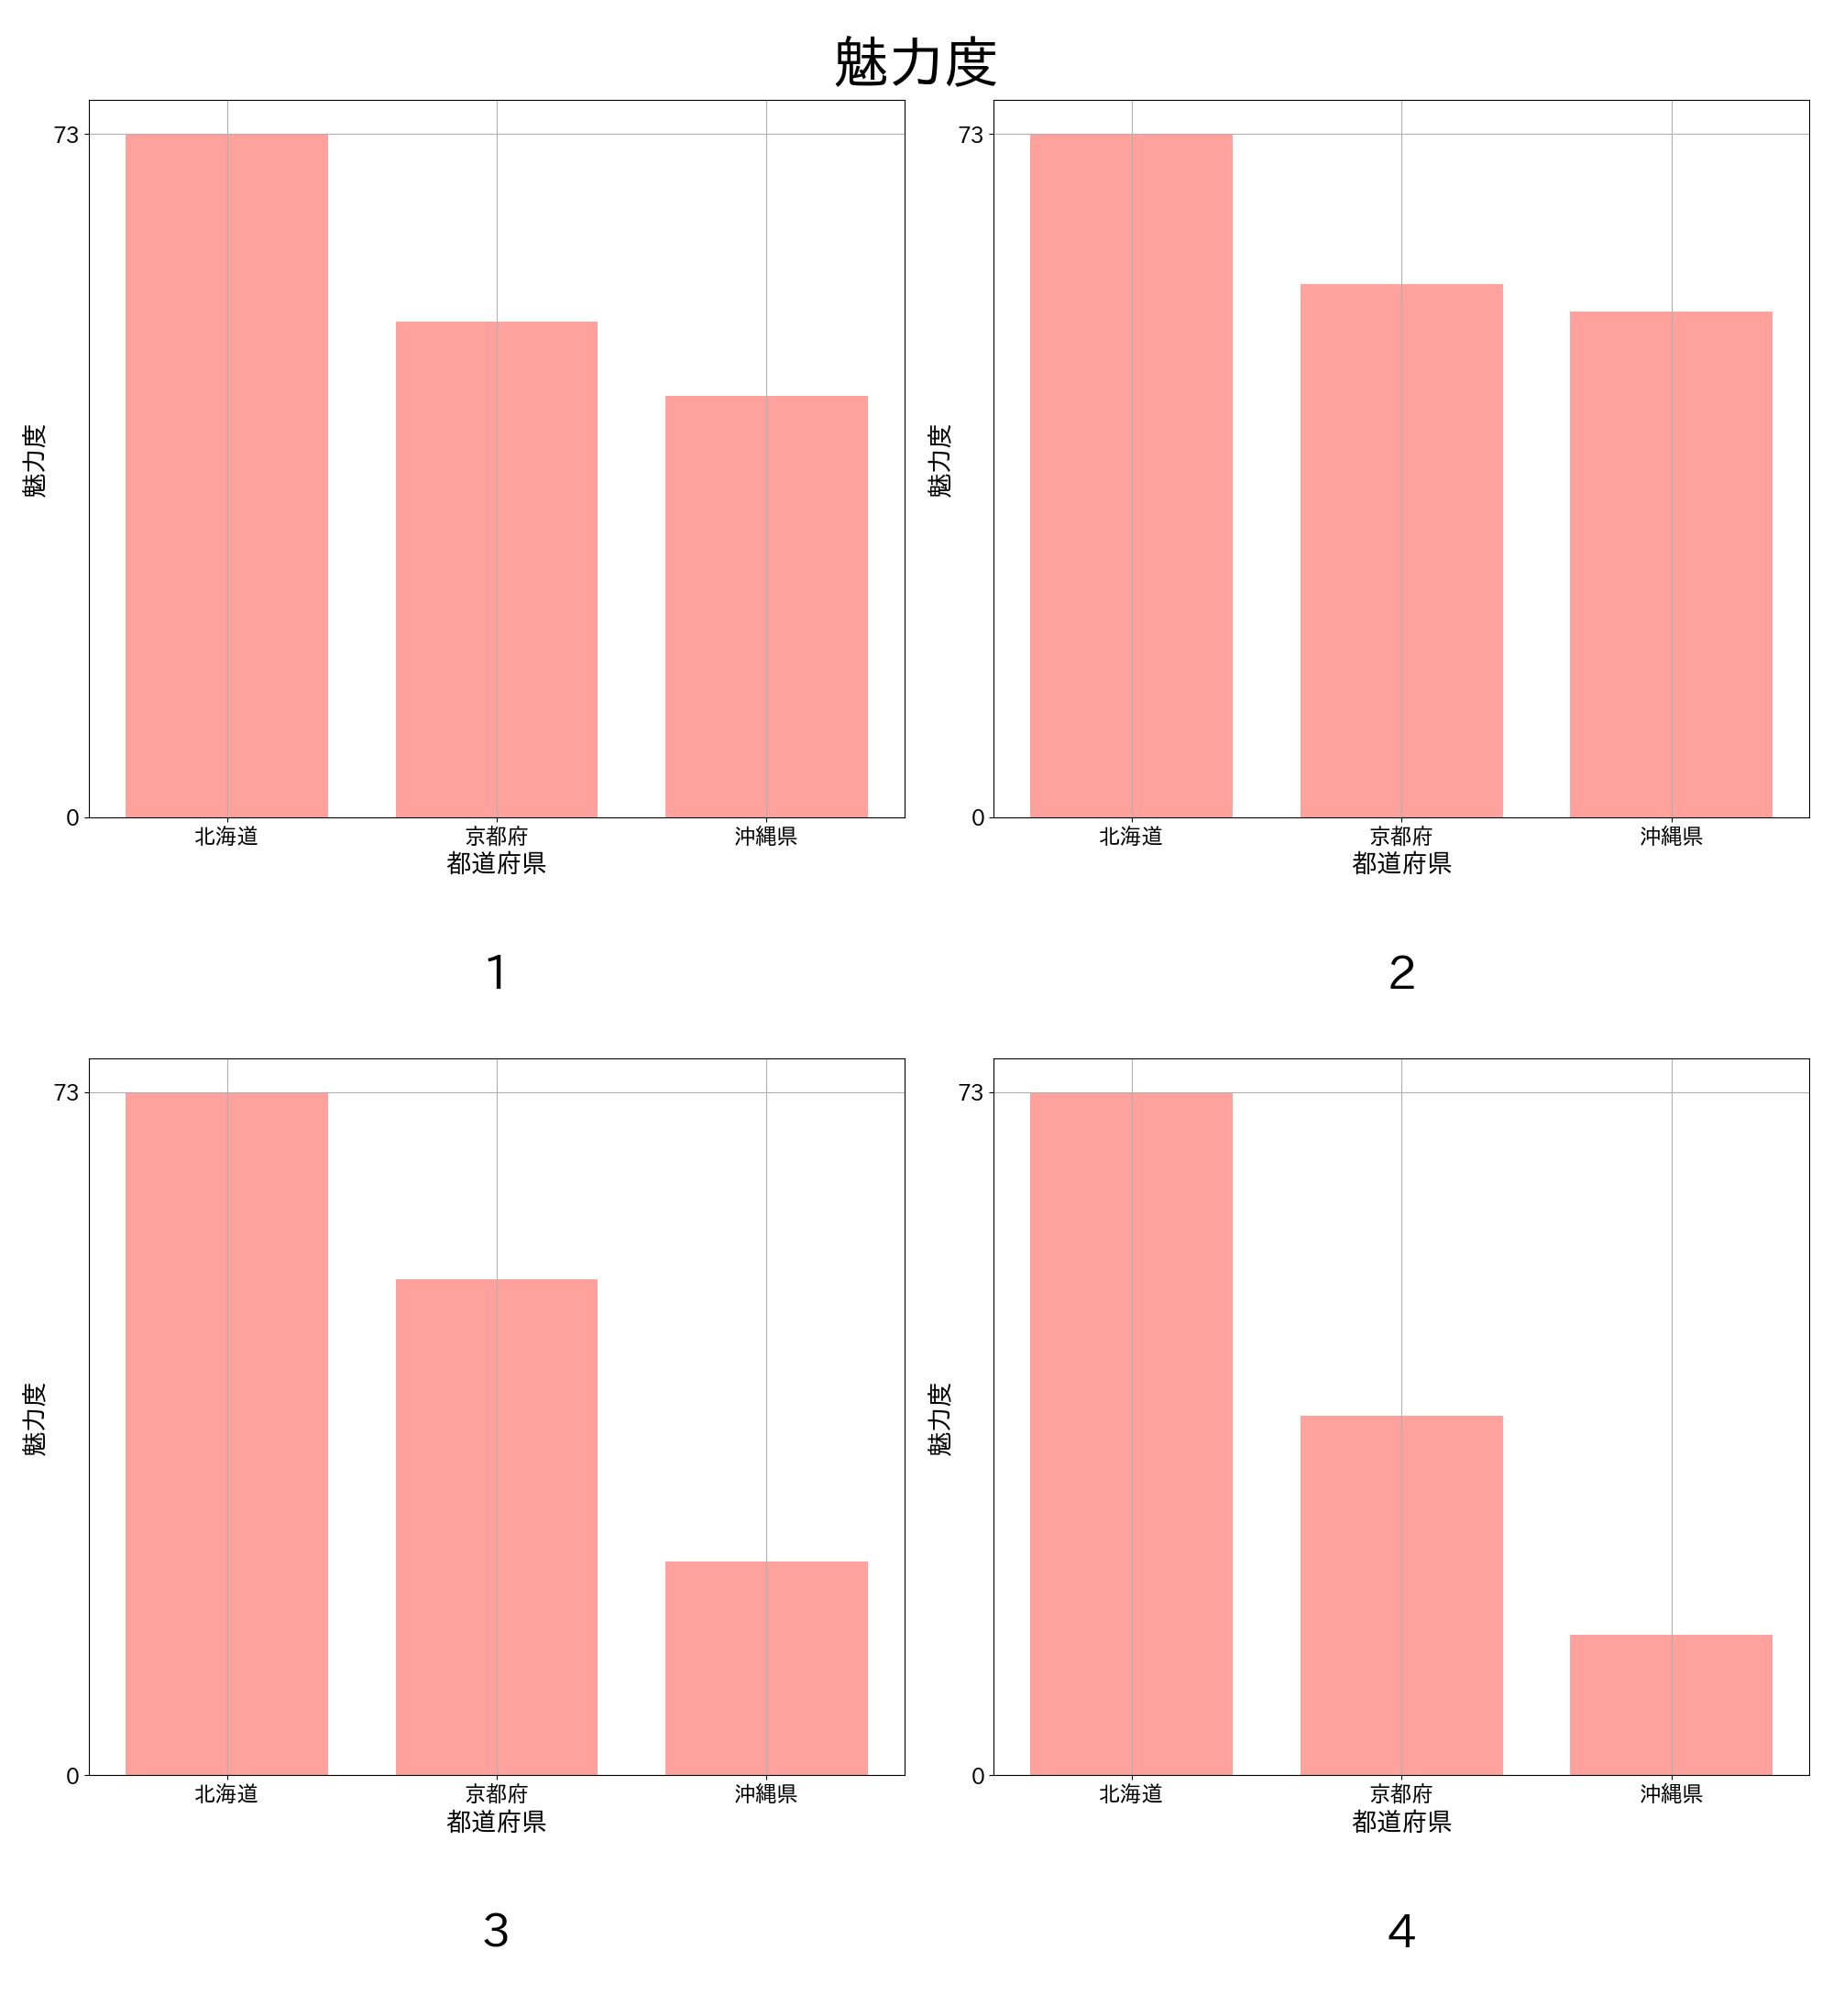 魅力度
73
73
魅力度
魅力度
0
0
北海道 京都府 沖縄県
北海道 京都府 沖縄県
都道府県
都道府県
1
2
73
73
魅力度
魅力度
0
0
北海道 京都府 沖縄県
北海道 京都府 沖縄県
都道府県
都道府県
3
4